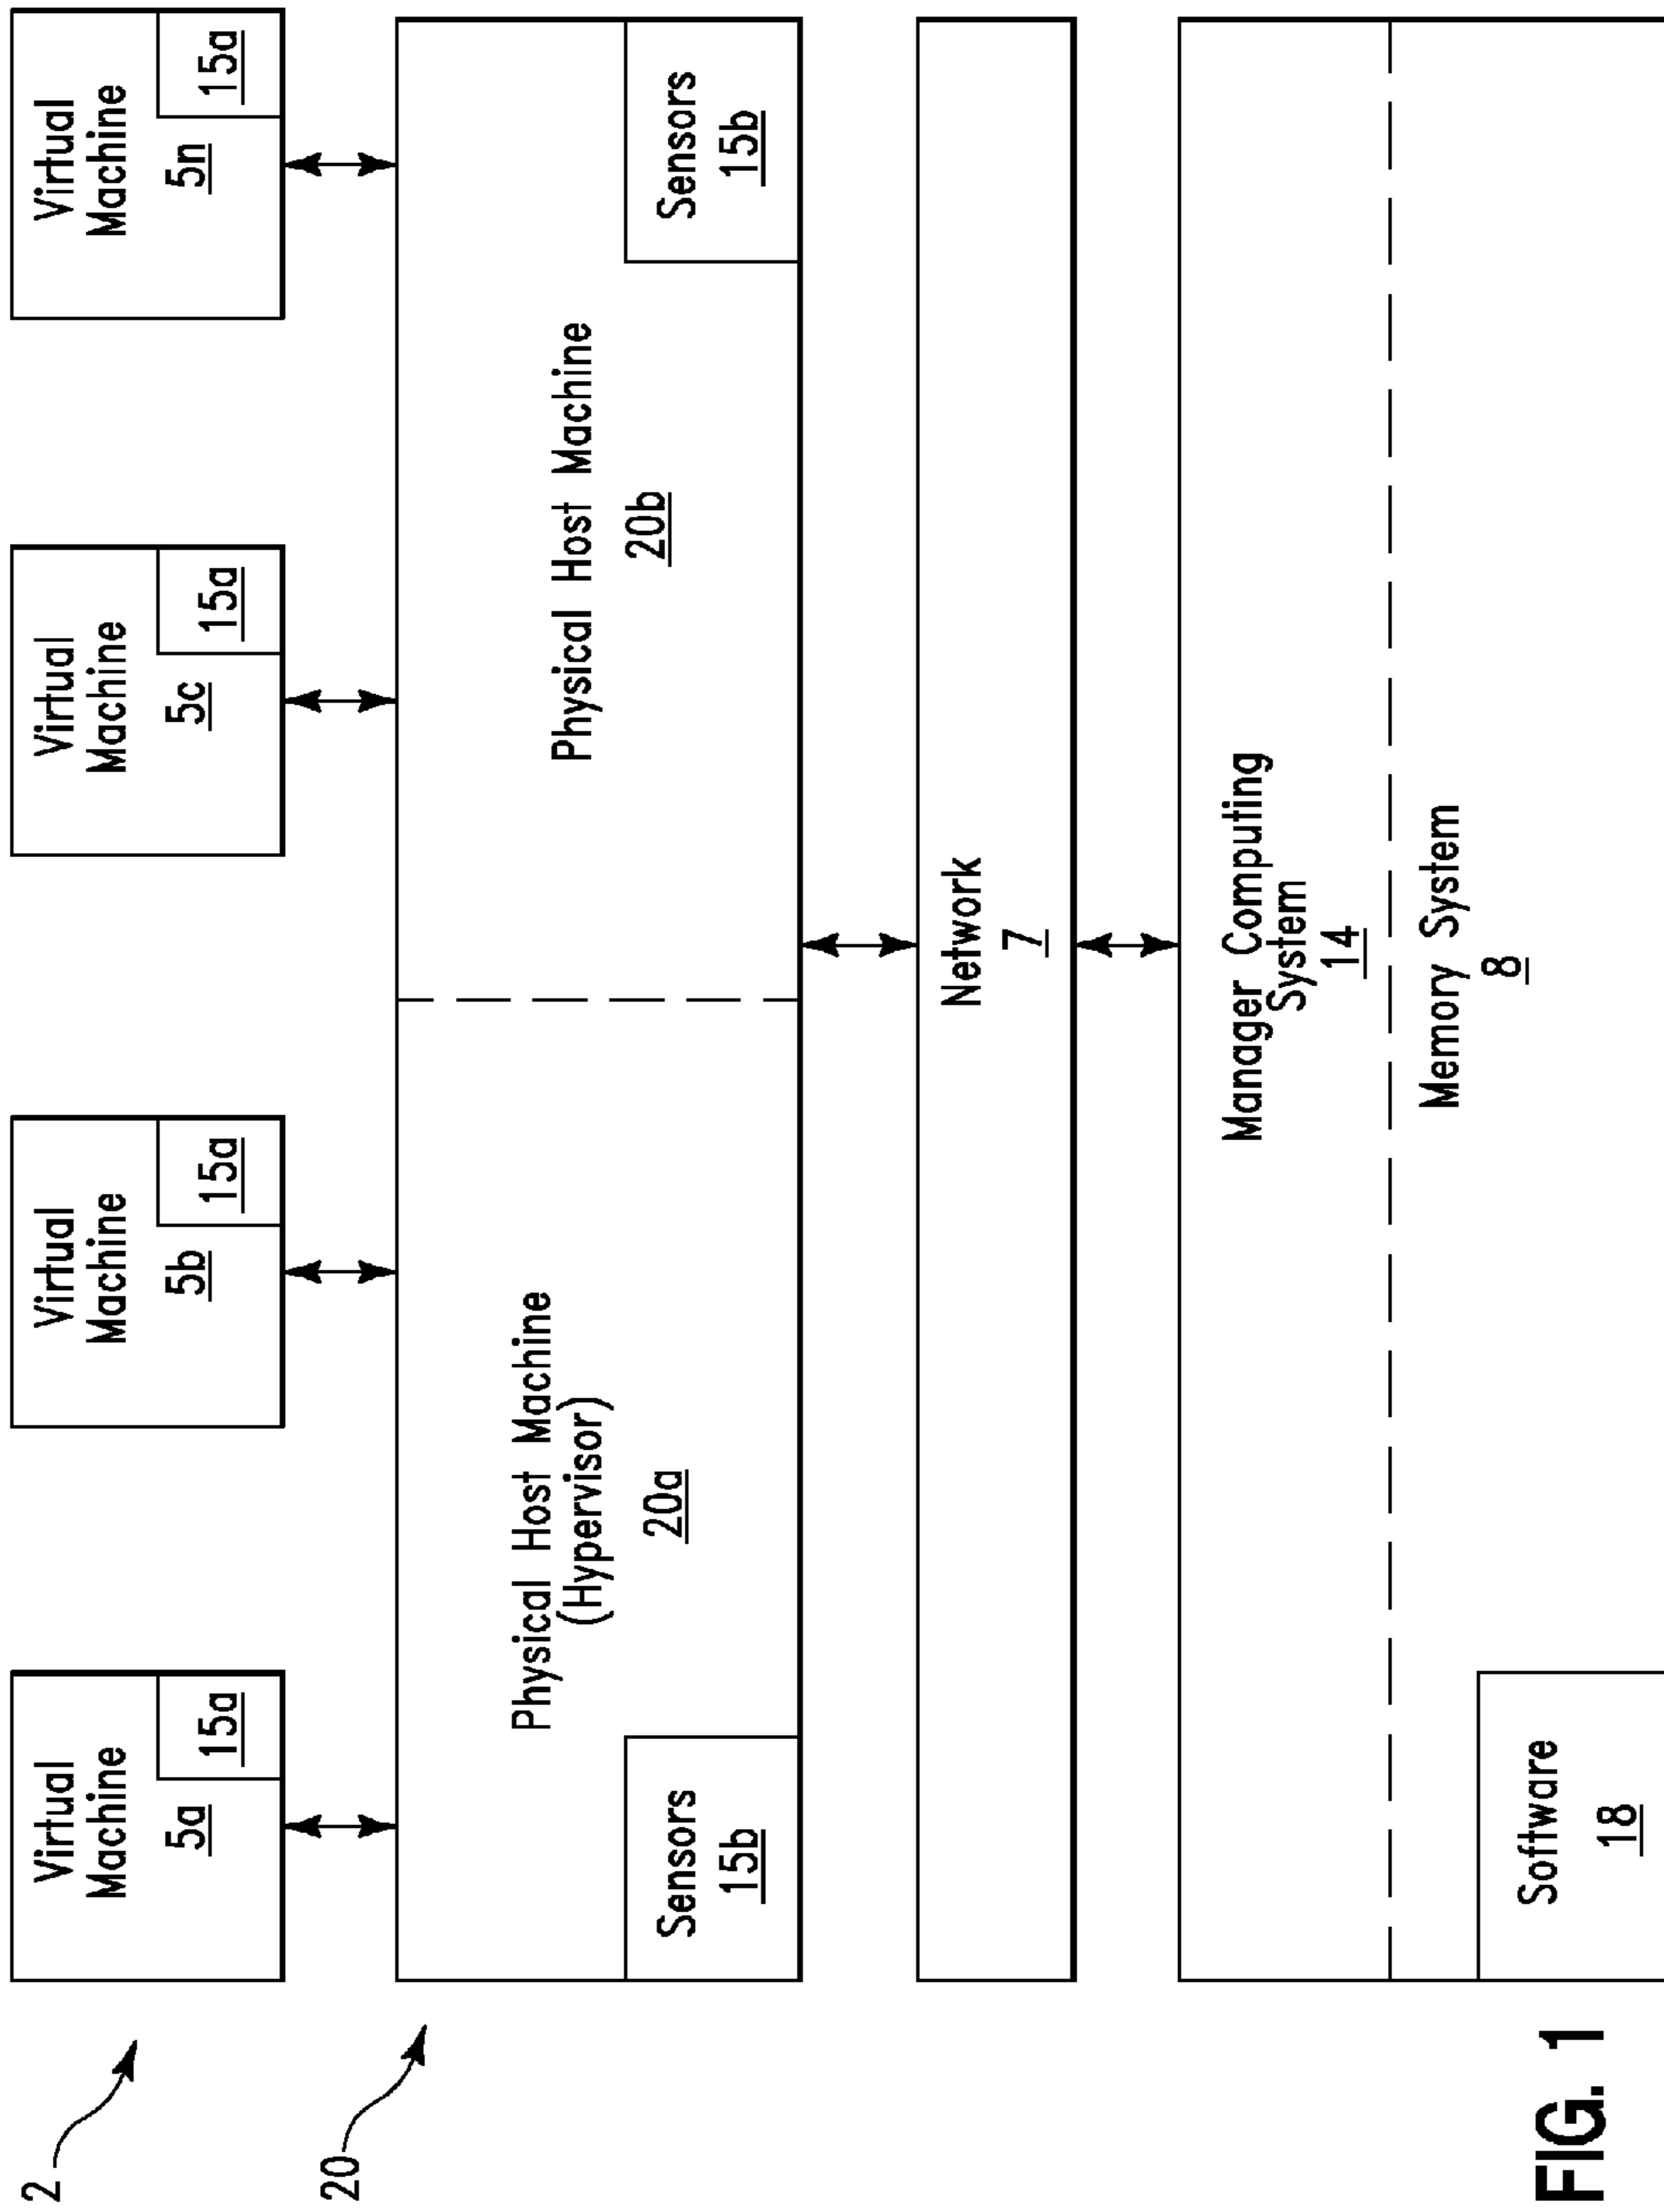 2
Virtual
Machine
5a
15a
Virtual
Machine
5b
15a
Virtual
Machine
5c
15a
Virtual
Machine
5n
15a
20
Physical Host Machine
(Hypervisor)
20a
Sensors
15b
Physical Host Machine
20b
Sensors
15b
Network
7
Manager Computing
System
14
Memory System
8
Software
18
FIG. 1